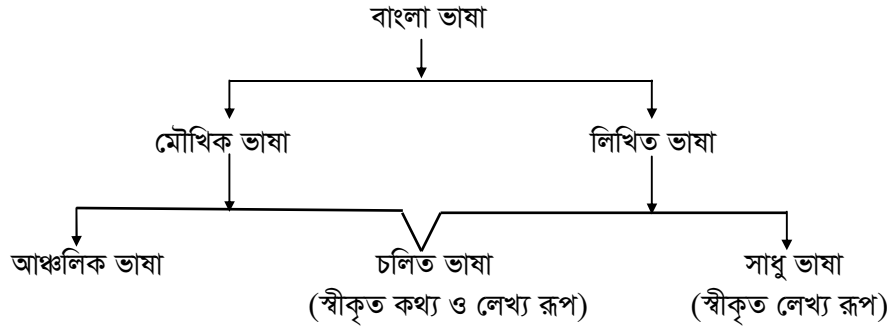 বাংলা ভাষা
মৌখিক ভাষা লিখিত ভাষা
আঞ্চলিক ভাষা চলিত ভাষা সাধু ভাষা
(স্বীকৃত কথ্য ও লেখ্য রূপ) (স্বীকৃত লেখ্য রূপ)